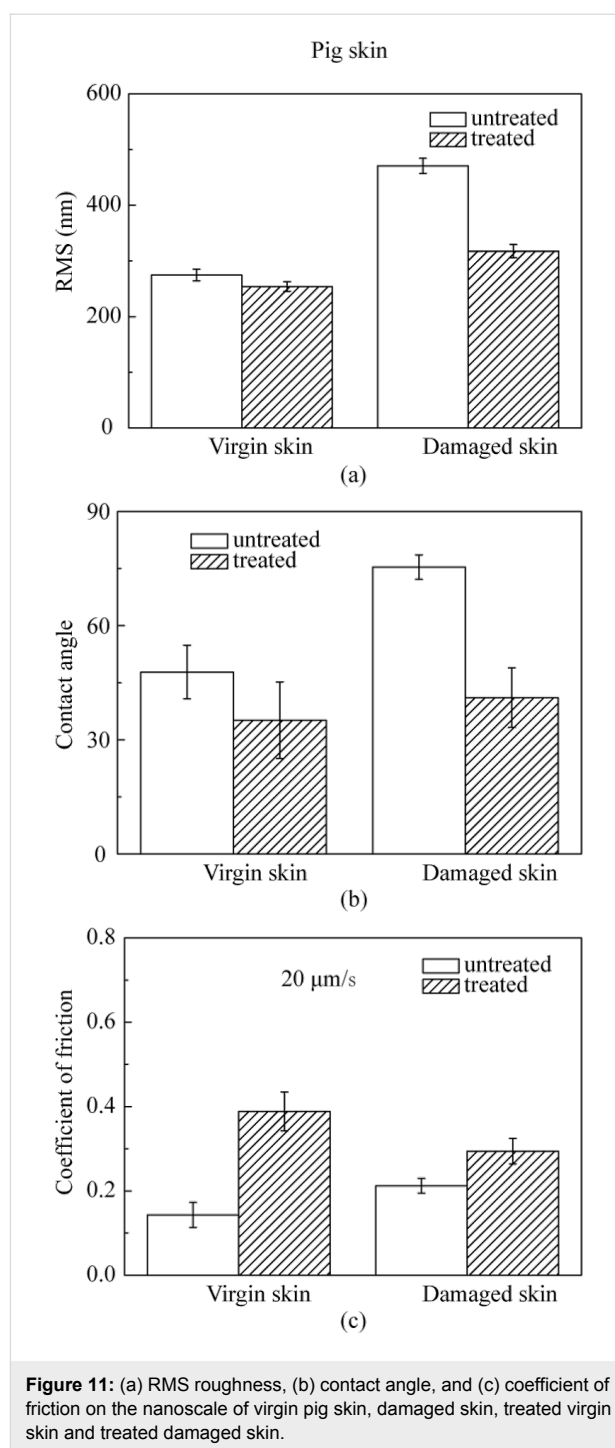 Pig skin
600
400
200
0
RMS (nm)
untreated
treated
Virgin skin Damaged skin
(a)
90
60
30
0
Contact angle
untreated
treated
Virgin skin Damaged skin
(b)
0.8
0.6
0.4
0.2
0.0
Coefficient of friction
20 μm/s
untreated
treated
Virgin skin Damaged skin
(c)
Figure 11: (a) RMS roughness, (b) contact angle, and (c) coefficient of
friction on the nanoscale of virgin pig skin, damaged skin, treated virgin
skin and treated damaged skin.